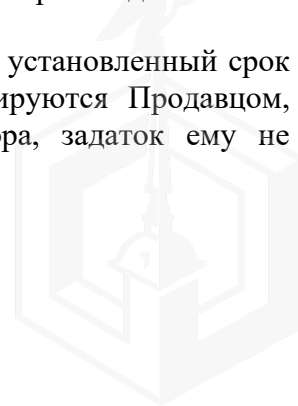 установленный срок
ируются Продавцом,
ра, задаток ему не